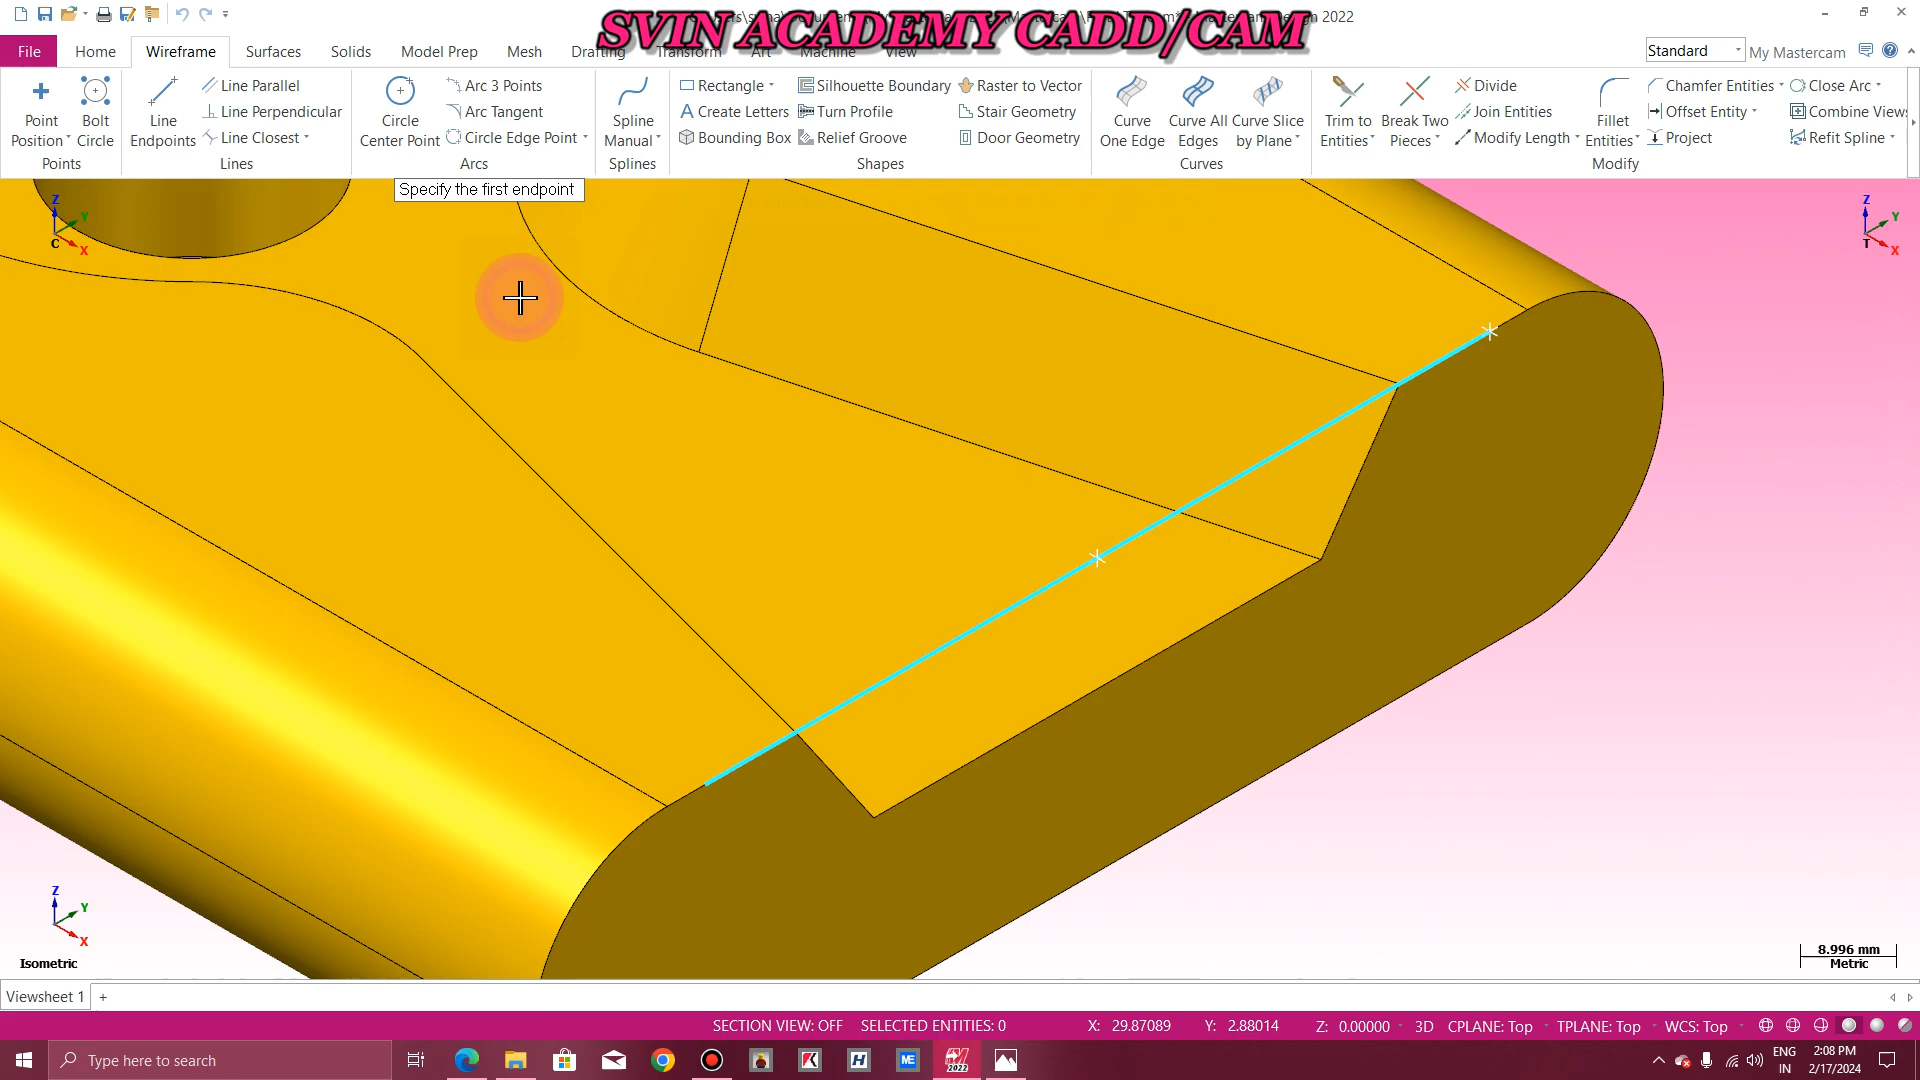 SVIN ACADEMY CADD/CAM
Mastercam Design 2022
File Home Wireframe Surfaces Solids Model Prep Mesh Drafting Transform Art Machine View
Standard My Mastercam
Point Position
Bolt Circle
Points
Line Endpoints
Line Parallel
Line Perpendicular
Line Closest
Lines
Circle Center Point
Arc 3 Points
Arc Tangent
Circle Edge Point
Arcs
Spline Manual
Splines
Rectangle
Create Letters
Bounding Box
Silhouette Boundary
Turn Profile
Relief Groove
Raster to Vector
Stair Geometry
Door Geometry
Shapes
Curve One Edge
Curve All Edges
Curve Slice by Plane
Curves
Trim to Entities
Break Two Pieces
Divide
Join Entities
Modify Length
Fillet Entities
Chamfer Entities
Offset Entity
Project
Close Arc
Combine Views
Refit Spline
Modify
Specify the first endpoint
Z
Y
X
C
Z
Y
X
T
Z
Y
X
Isometric
8.996 mm
Metric
Viewsheet 1 +
SECTION VIEW: OFF SELECTED ENTITIES: 0 X: 29.87089 Y: 2.88014 Z: 0.00000 3D CPLANE: Top TPLANE: Top WCS: Top
Type here to search
K
H
ME
2022
ENG
IN
2:08 PM
2/17/2024